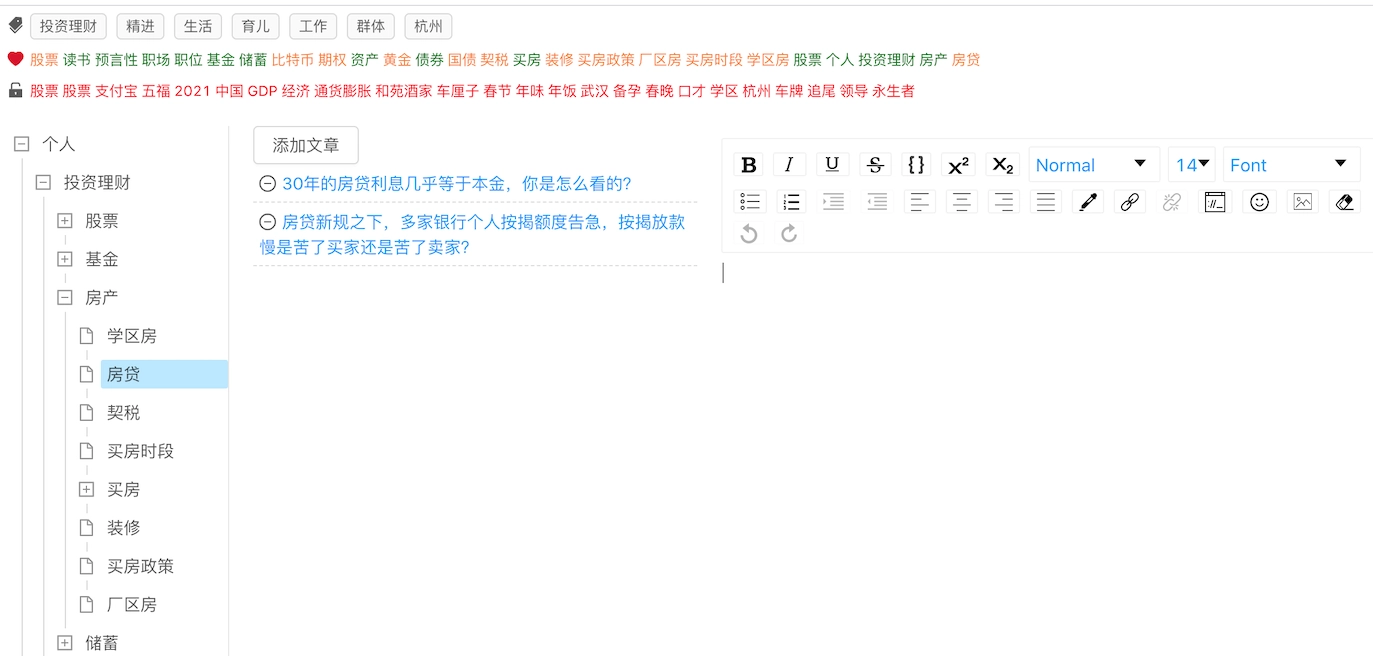 投资理财 精进 生活 育儿 工作 群体 杭州
股票 读书 预言性 职场 职位 基金 储蓄 比特币 期权 资产 黄金 债券 国债 契税 买房 装修 买房政策 厂区房 买房时段 学区房 股票 个人 投资理财 房产 房贷
股票 股票 支付宝 五福 2021 中国 GDP 经济 通货膨胀 和苑酒家 车厘子 春节 年味 年饭 武汉 备孕 春晚 口才 学区 杭州 车牌 追尾 领导 永生者
个人
投资理财
股票
基金
房产
学区房
房贷
契税
买房时段
买房
装修
买房政策
厂区房
储蓄
添加文章
30年的房贷利息几乎等于本金，你是怎么看的?
房贷新规之下，多家银行个人按揭额度告急，按揭放款
慢是苦了买家还是苦了卖家?
B I U S {} X² X₂ Normal 14 Font